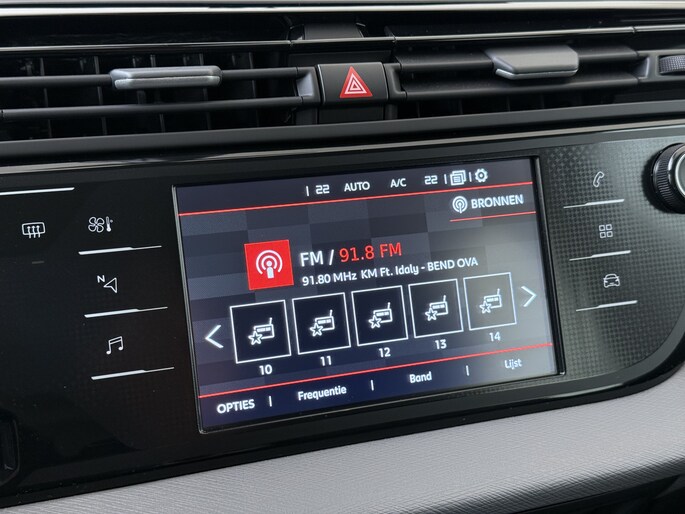 22 AUTO A/C 22
BRONNEN
FM / 91.8 FM
91.80 MHz KM Ft. Idaly - BEND OVA
10 11 12 13 14
OPTIES Frequentie Band Lijst
N